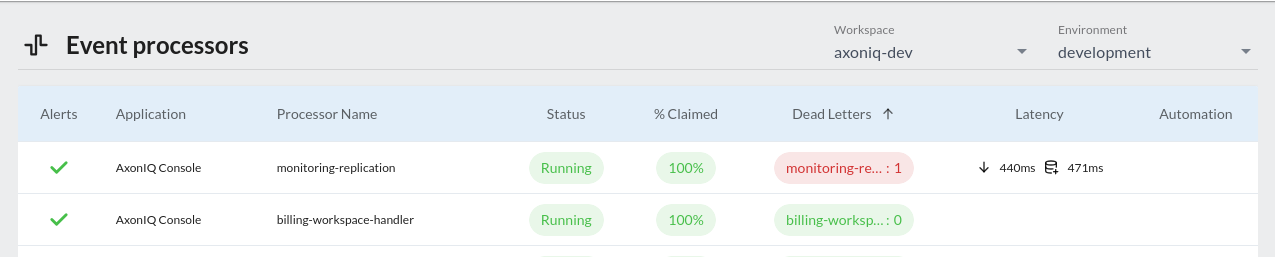 Event processors
Workspace
axoniq-dev
Environment
development
Alerts Application Processor Name Status % Claimed Dead Letters Latency Automation
AxonIQ Console monitoring-replication Running 100% monitoring-re... : 1 440ms 471ms
AxonIQ Console billing-workspace-handler Running 100% billing-worksp... : 0